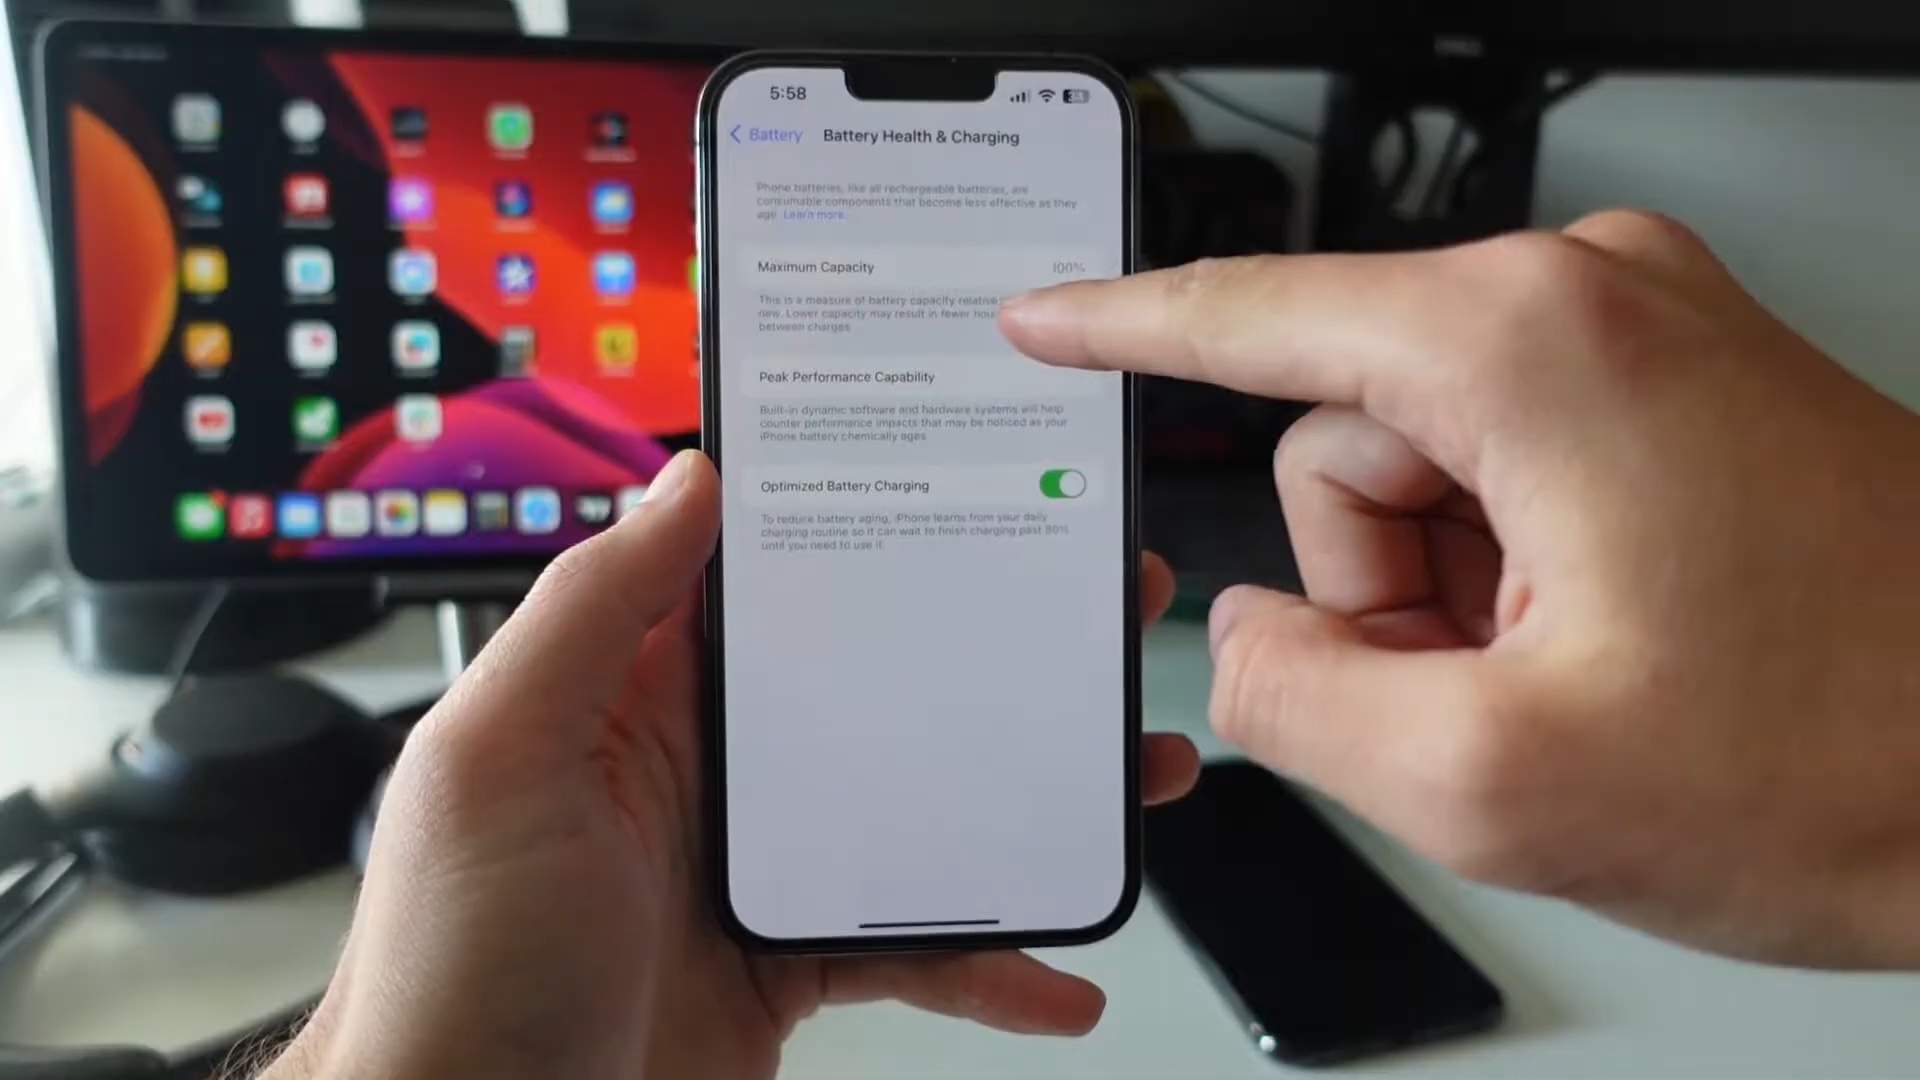 5:58
Battery
Battery Health & Charging
Phone batteries, like all rechargeable batteries, are
consumable components that become less effective as they
age. Learn more.
Maximum Capacity 100%
This is a measure of battery capacity relative
new. Lower capacity may result in fewer
between charges.
Peak Performance Capability
Built-in dynamic software and hardware systems will help
counter performance impacts that may be noticed as your
iPhone battery chemically ages.
Optimized Battery Charging
To reduce battery aging, iPhone learns from your daily
charging routine so it can wait to finish charging past 80%
until you need to use it.